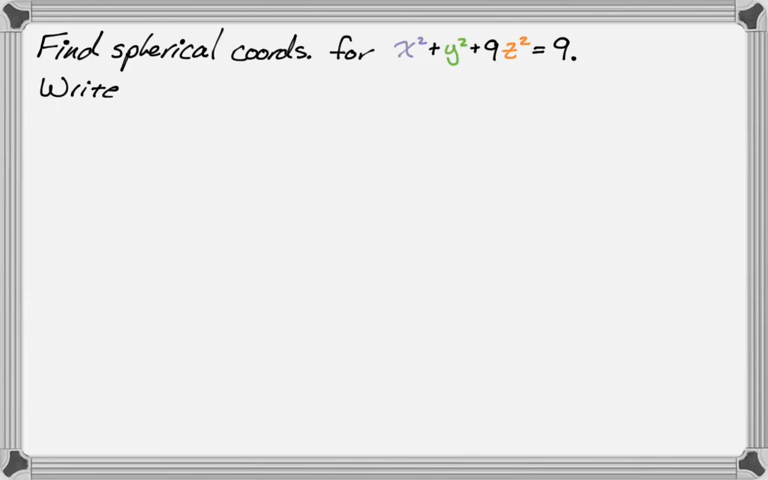 Find spherical coords. for x²+y²+9z²=9.
Write